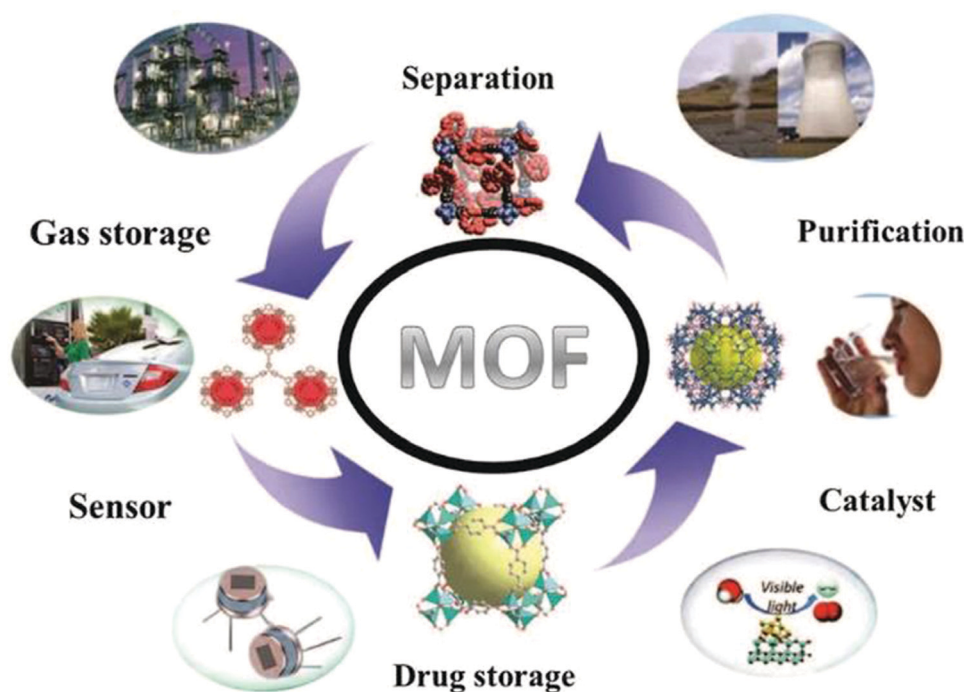 Separation
Gas storage
Purification
MOF
Sensor
Catalyst
Visible
light
Drug storage